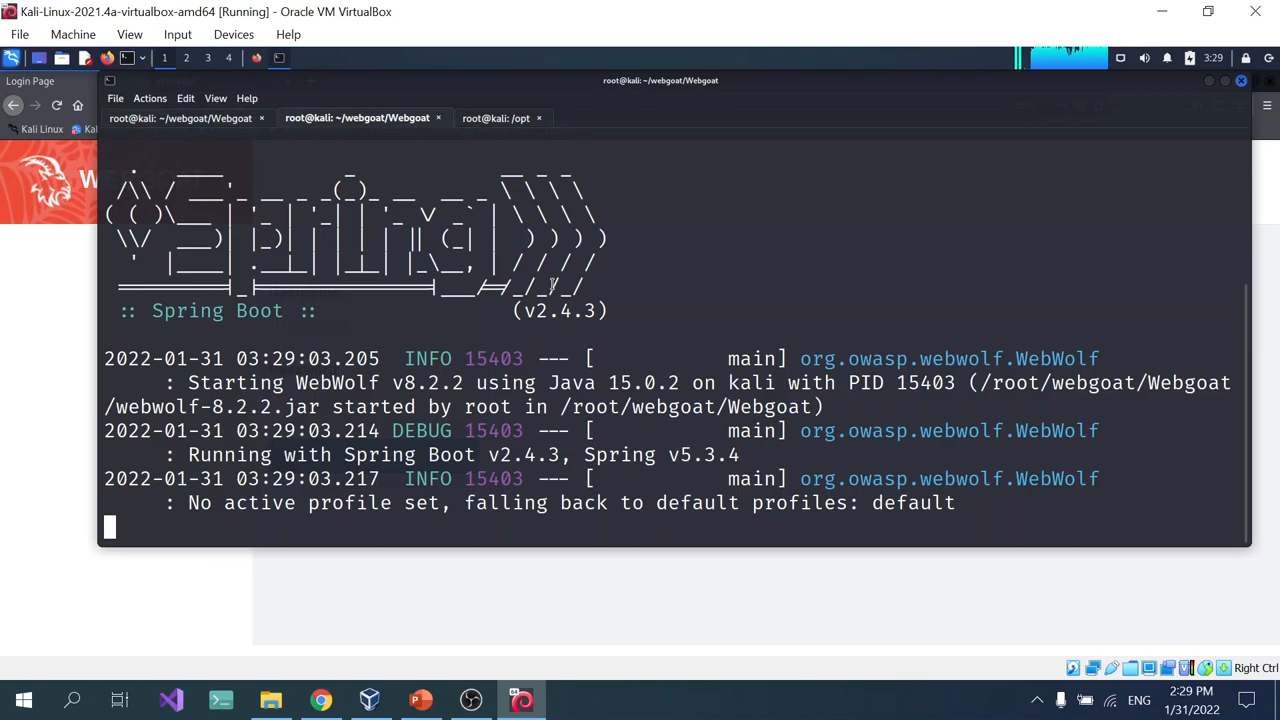 Kali-Linux-2021.4a-virtualbox-amd64 [Running] - Oracle VM VirtualBox
File Machine View Input Devices Help
1 2 3 4 3:29
Login Page
root@kali: ~/webgoat/Webgoat
File Actions Edit View Help
root@kali: ~/webgoat/Webgoat × root@kali: ~/webgoat/Webgoat × root@kali: /opt ×
Kali Linux
:: Spring Boot :: (v2.4.3)
2022-01-31 03:29:03.205 INFO 15403 --- [ main] org.owasp.webwolf.WebWolf
: Starting WebWolf v8.2.2 using Java 15.0.2 on kali with PID 15403 (/root/webgoat/Webgoat
/webwolf-8.2.2.jar started by root in /root/webgoat/Webgoat)
2022-01-31 03:29:03.214 DEBUG 15403 --- [ main] org.owasp.webwolf.WebWolf
: Running with Spring Boot v2.4.3, Spring v5.3.4
2022-01-31 03:29:03.217 INFO 15403 --- [ main] org.owasp.webwolf.WebWolf
: No active profile set, falling back to default profiles: default
Right Ctrl
ENG
2:29 PM
1/31/2022